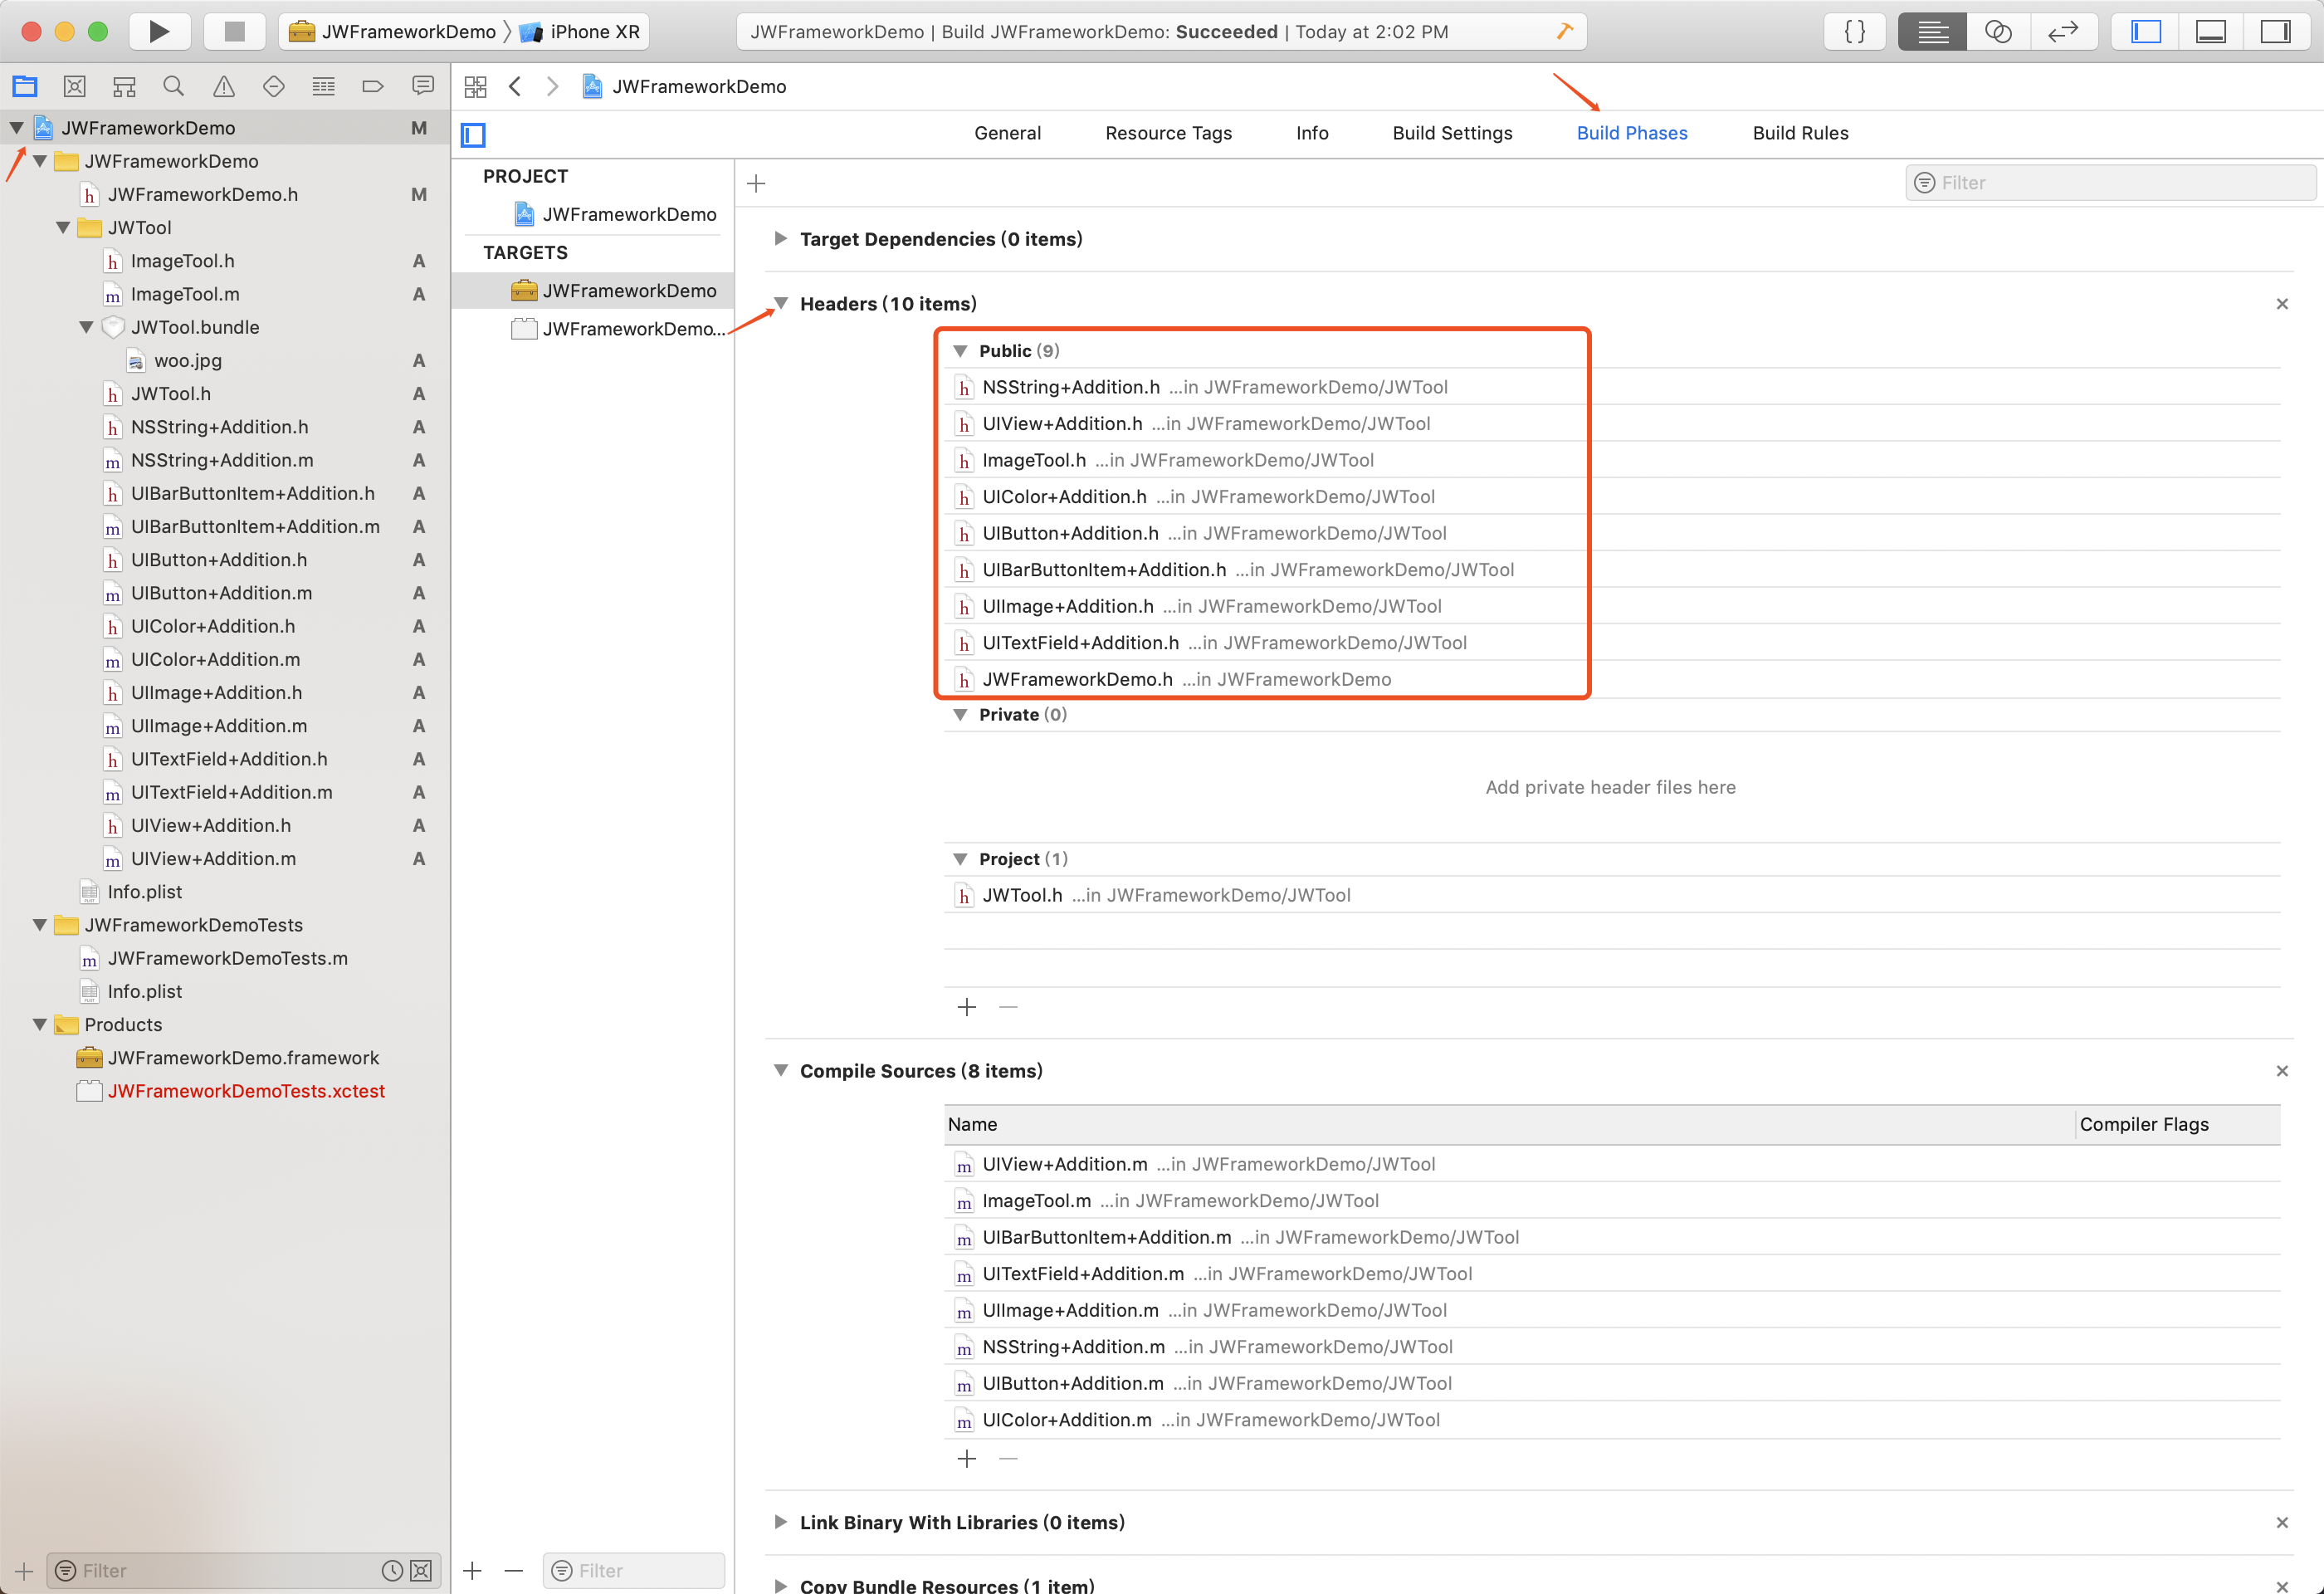 JWFrameworkDemo
iPhone XR
JWFrameworkDemo | Build JWFrameworkDemo: Succeeded | Today at 2:02 PM
{ }
JWFrameworkDemo M
JWFrameworkDemo
JWFrameworkDemo.h M
JWTool
ImageTool.h A
ImageTool.m A
JWTool.bundle
woo.jpg A
JWTool.h A
NSString+Addition.h A
NSString+Addition.m A
UIBarButtonItem+Addition.h A
UIBarButtonItem+Addition.m A
UIButton+Addition.h A
UIButton+Addition.m A
UIColor+Addition.h A
UIColor+Addition.m A
UIImage+Addition.h A
UIImage+Addition.m A
UITextField+Addition.h A
UITextField+Addition.m A
UIView+Addition.h A
UIView+Addition.m A
Info.plist
JWFrameworkDemoTests
JWFrameworkDemoTests.m
Info.plist
Products
JWFrameworkDemo.framework
JWFrameworkDemoTests.xctest
Filter
JWFrameworkDemo
General Resource Tags Info Build Settings Build Phases Build Rules
PROJECT
JWFrameworkDemo
TARGETS
JWFrameworkDemo
JWFrameworkDemo...
Filter
Filter
Target Dependencies (0 items)
Headers (10 items)
Public (9)
NSString+Addition.h ...in JWFrameworkDemo/JWTool
UIView+Addition.h ...in JWFrameworkDemo/JWTool
ImageTool.h ...in JWFrameworkDemo/JWTool
UIColor+Addition.h ...in JWFrameworkDemo/JWTool
UIButton+Addition.h ...in JWFrameworkDemo/JWTool
UIBarButtonItem+Addition.h ...in JWFrameworkDemo/JWTool
UIImage+Addition.h ...in JWFrameworkDemo/JWTool
UITextField+Addition.h ...in JWFrameworkDemo/JWTool
JWFrameworkDemo.h ...in JWFrameworkDemo
Private (0)
Add private header files here
Project (1)
JWTool.h ...in JWFrameworkDemo/JWTool
Compile Sources (8 items)
Name Compiler Flags
UIView+Addition.m ...in JWFrameworkDemo/JWTool
ImageTool.m ...in JWFrameworkDemo/JWTool
UIBarButtonItem+Addition.m ...in JWFrameworkDemo/JWTool
UITextField+Addition.m ...in JWFrameworkDemo/JWTool
UIImage+Addition.m ...in JWFrameworkDemo/JWTool
NSString+Addition.m ...in JWFrameworkDemo/JWTool
UIButton+Addition.m ...in JWFrameworkDemo/JWTool
UIColor+Addition.m ...in JWFrameworkDemo/JWTool
Link Binary With Libraries (0 items)
Copy Bundle Resources (1 item)